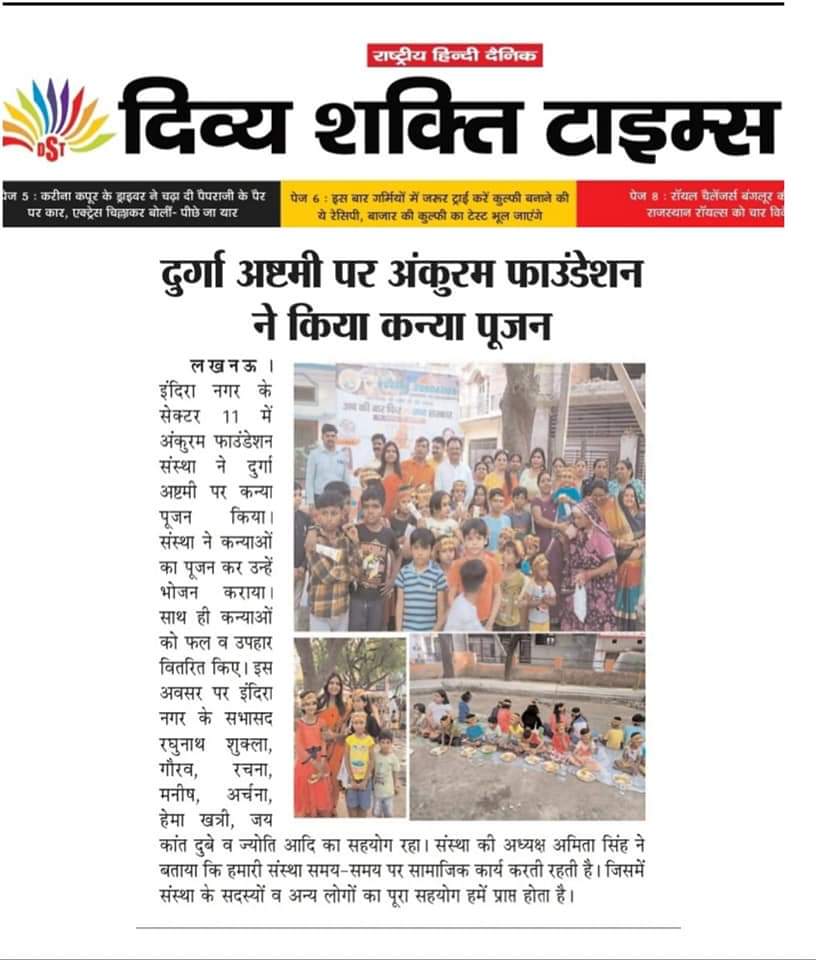 राष्ट्रीय हिन्दी दैनिक
दिव्य शक्ति टाइम्स
DST
पेज 5 : करीना कपूर के ड्राइवर ने चढ़ा दी पैपराजी के पैर
पर कार, एक्ट्रेस चिल्लाकर बोलीं- पीछे जा यार
पेज 6 : इस बार गर्मियों में जरूर ट्राई करें कुल्फी बनाने की
ये रेसिपी, बाजार की कुल्फी का टेस्ट भूल जाएंगे
पेज 8 : रॉयल चैलेंजर्स बंगलूर
राजस्थान रॉयल्स को चार
दुर्गा अष्टमी पर अंकुरम फाउंडेशन
ने किया कन्या पूजन
लखनऊ ।
इंदिरा नगर के
सेक्टर 11 में
अंकुरम फाउंडेशन
संस्था ने दुर्गा
अष्टमी पर कन्या
पूजन किया।
संस्था ने कन्याओं
का पूजन कर उन्हें
भोजन कराया।
साथ ही कन्याओं
को फल व उपहार
वितरित किए। इस
अवसर पर इंदिरा
नगर के सभासद
रघुनाथ शुक्ला,
गौरव, रचना,
मनीष, अर्चना,
हेमा खत्री, जय
कांत दुबे व ज्योति आदि का सहयोग रहा। संस्था की अध्यक्ष अमिता सिंह ने
बताया कि हमारी संस्था समय-समय पर सामाजिक कार्य करती रहती है। जिसमें
संस्था के सदस्यों व अन्य लोगों का पूरा सहयोग हमें प्राप्त होता है।